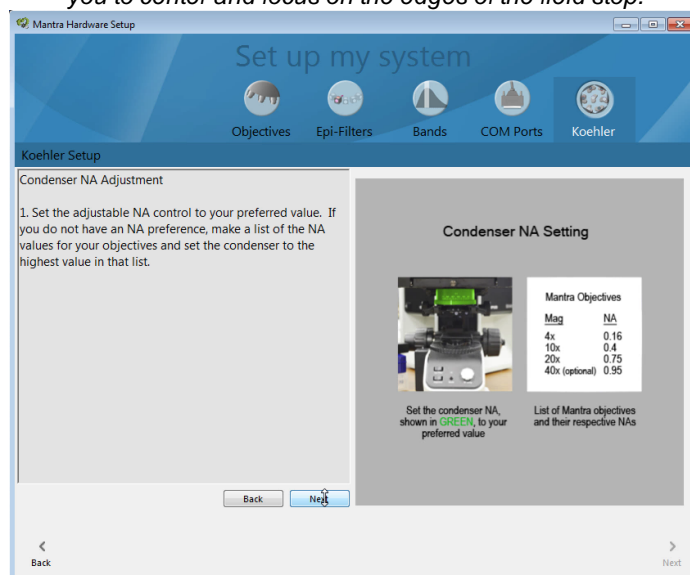 you to center and focus on the edges of the field stop.
Mantra Hardware Setup
Set up my system
Objectives Epi-Filters Bands COM Ports Koehler
Koehler Setup
Condenser NA Adjustment
1. Set the adjustable NA control to your preferred value. If
you do not have an NA preference, make a list of the NA
values for your objectives and set the condenser to the
highest value in that list.
Condenser NA Setting
Mantra Objectives
Mag NA
4x 0.16
10x 0.4
20x 0.75
40x (optional) 0.95
Set the condenser NA,
shown in GREEN, to your
preferred value
List of Mantra objectives
and their respective NAs
Back Next
Back Next